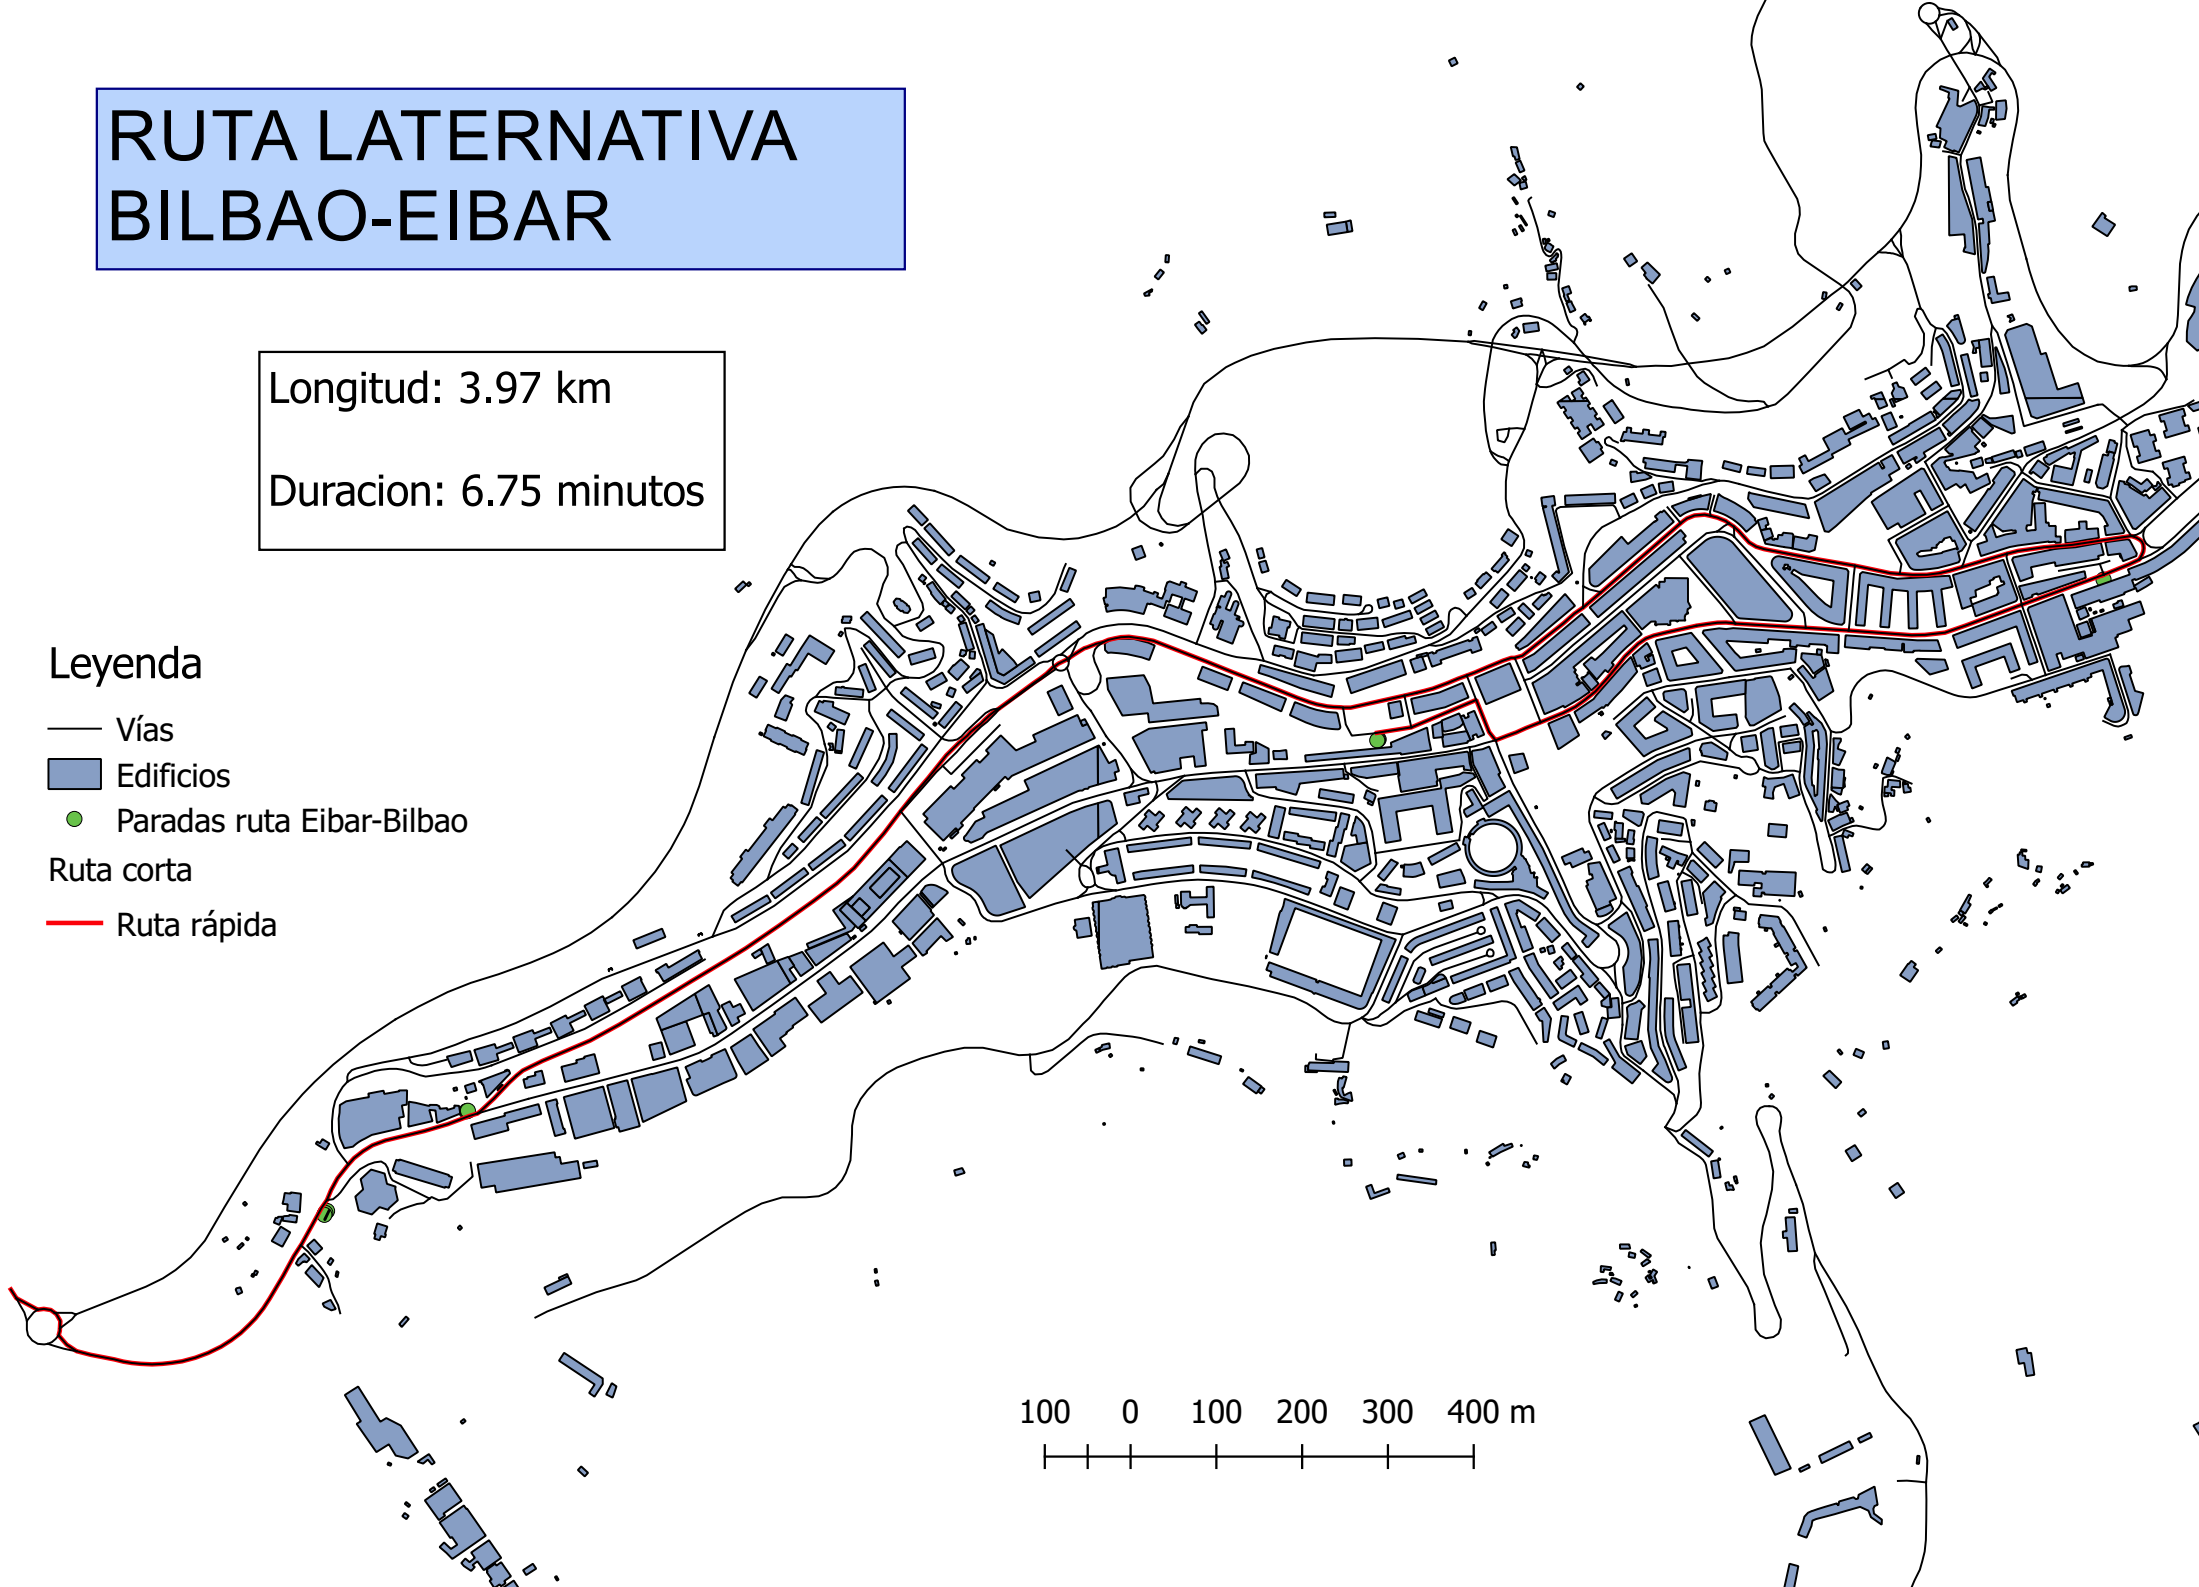 RUTA LATERNATIVA
BILBAO-EIBAR
Longitud: 3.97 km
Duracion: 6.75 minutos
Leyenda
Vías
Edificios
Paradas ruta Eibar-Bilbao
Ruta corta
Ruta rápida
100 0 100 200 300 400 m